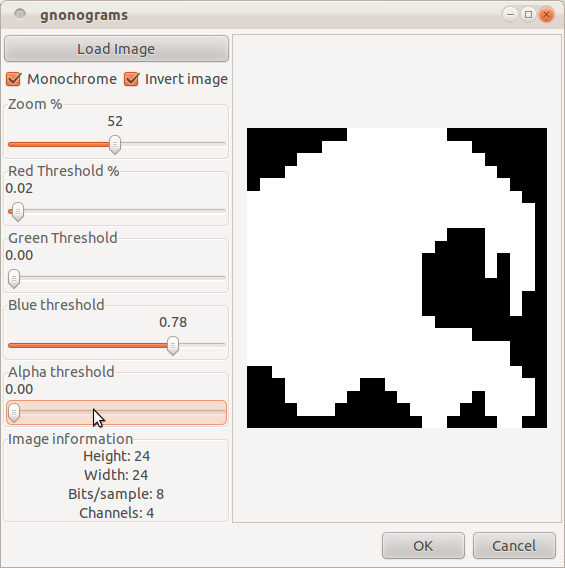 gnonograms
Load Image
Monochrome Invert image
Zoom %
52
Red Threshold %
0.02
Green Threshold
0.00
Blue threshold
0.78
Alpha threshold
0.00
Image information
Height: 24
Width: 24
Bits/sample: 8
Channels: 4
OK Cancel